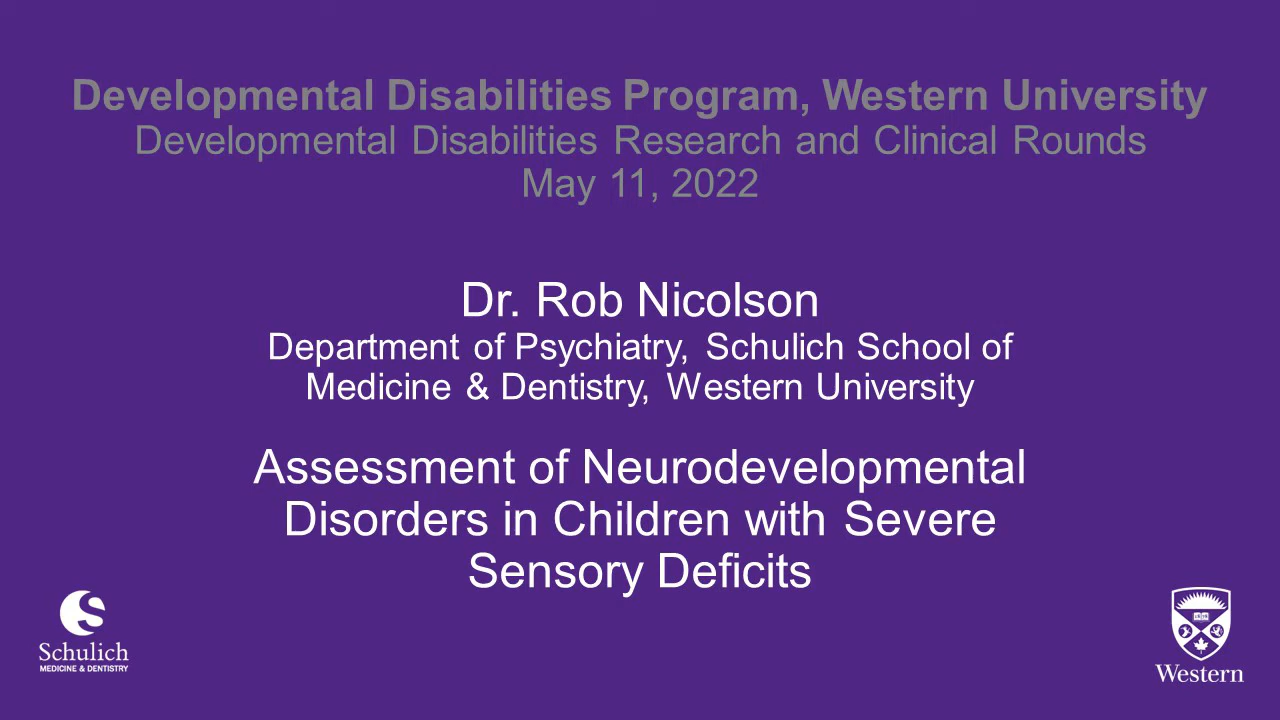 Developmental Disabilities Program, Western University
Developmental Disabilities Research and Clinical Rounds
May 11, 2022
Dr. Rob Nicolson
Department of Psychiatry, Schulich School of
Medicine & Dentistry, Western University
Assessment of Neurodevelopmental
Disorders in Children with Severe
Sensory Deficits
Schulich
MEDICINE & DENTISTRY
Western